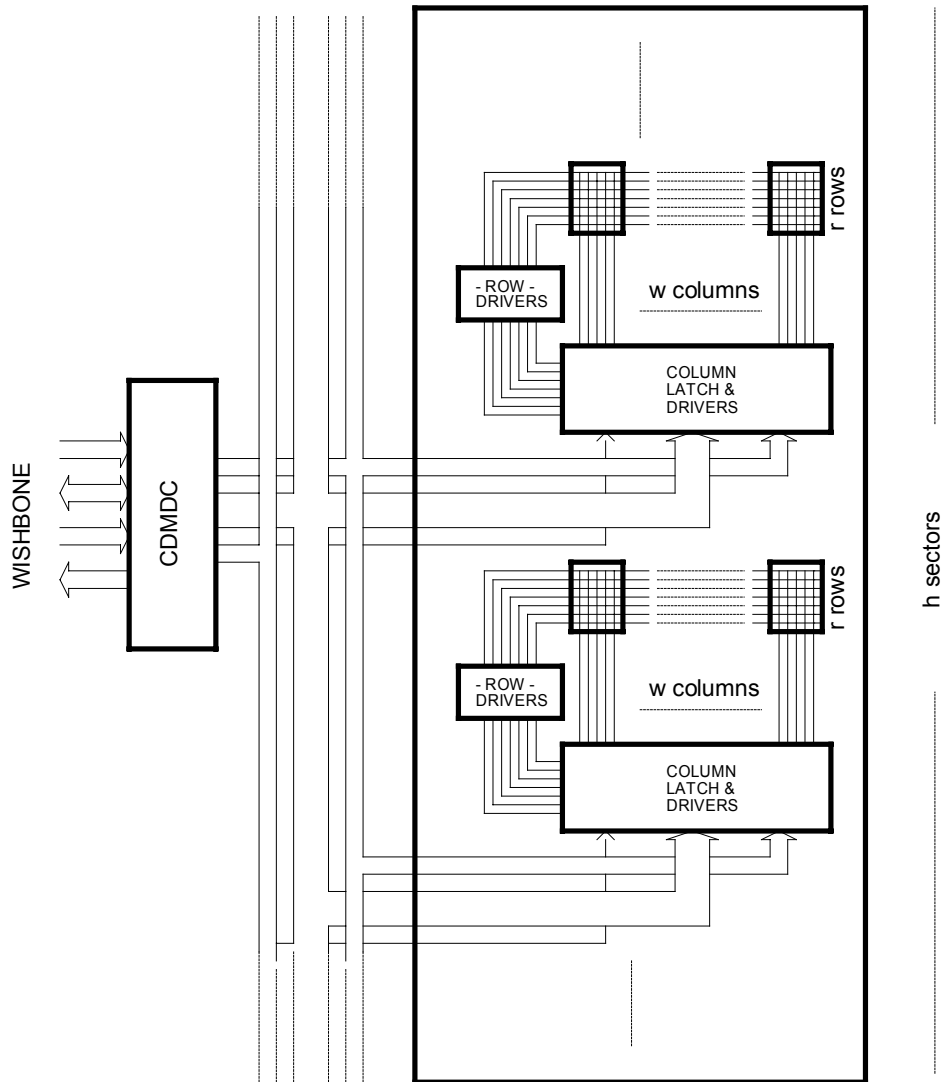 r rows
- ROW -
DRIVERS
w columns
COLUMN
LATCH &
DRIVERS
WISHBONE
CDMDC
h sectors
r rows
- ROW -
DRIVERS
w columns
COLUMN
LATCH &
DRIVERS